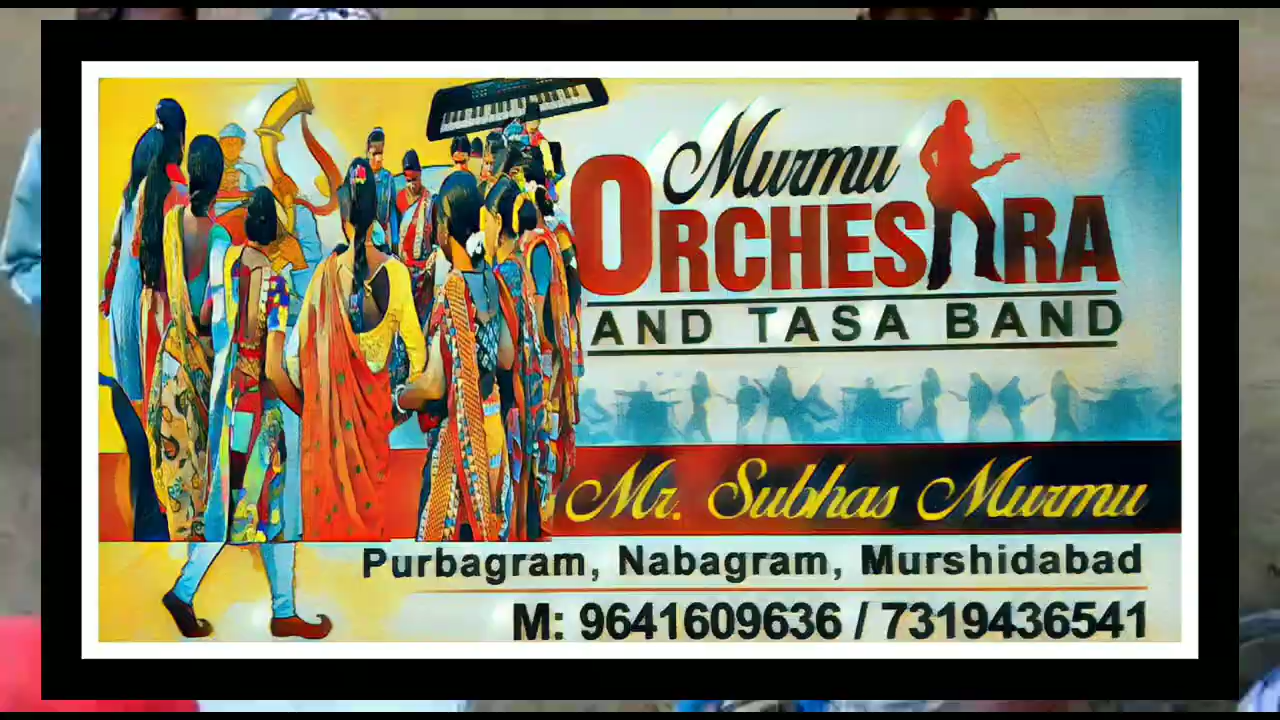 Murmu
ORCHESTRA
AND TASA BAND
Mr. Subhas Murmu
Purbagram, Nabagram, Murshidabad
M: 9641609636 / 7319436541